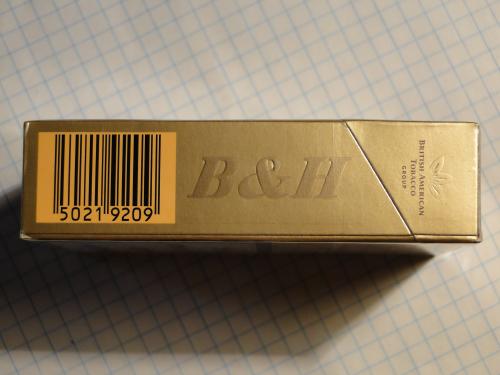 5021 9209
B&H
BRITISH AMERICAN
TOBACCO
GROUP